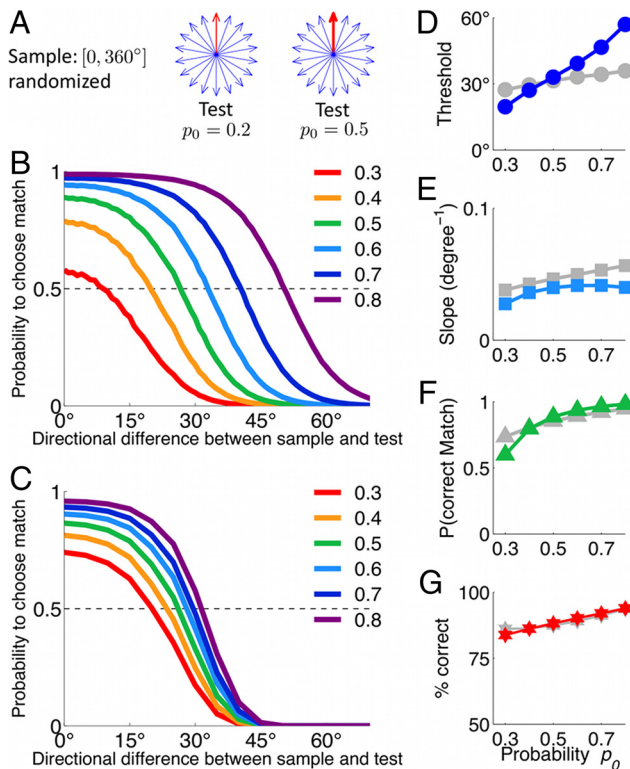 A
Sample: [0, 360°]
randomized
Test
p₀ = 0.2
Test
p₀ = 0.5
B
Probability to choose match
1
0.5
0
0.3
0.4
0.5
0.6
0.7
0.8
0° 15° 30° 45° 60°
Directional difference between sample and test
C
Probability to choose match
1
0.5
0
0.3
0.4
0.5
0.6
0.7
0.8
0° 15° 30° 45° 60°
Directional difference between sample and test
D
Threshold
60°
30°
0°
0.3 0.5 0.7
E
Slope (degree⁻¹)
0.1
0
0.3 0.5 0.7
F
P(correct Match)
1
0.5
0
0.3 0.5 0.7
G
% correct
100
75
50
0.3 0.5 0.7
Probability p₀